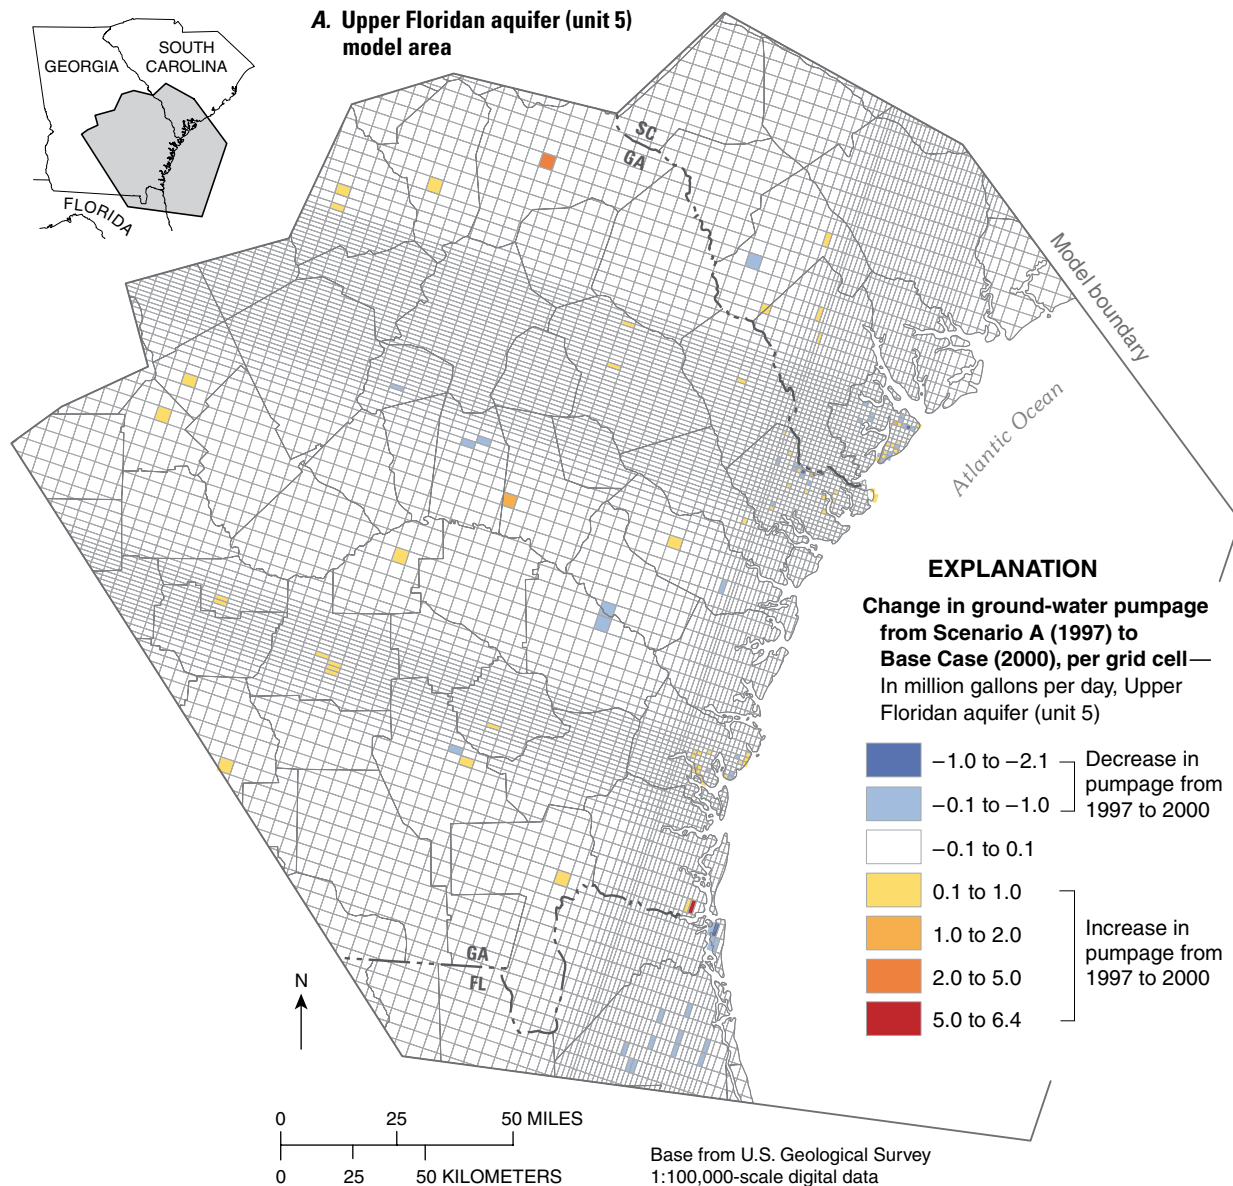 A. Upper Floridan aquifer (unit 5)
model area
GEORGIA
SOUTH
CAROLINA
FLORIDA
SC
GA
Model boundary
Atlantic Ocean
EXPLANATION
Change in ground-water pumpage
from Scenario A (1997) to
Base Case (2000), per grid cell—
In million gallons per day, Upper
Floridan aquifer (unit 5)
−1.0 to −2.1
−0.1 to −1.0
Decrease in
pumpage from
1997 to 2000
−0.1 to 0.1
0.1 to 1.0
1.0 to 2.0
2.0 to 5.0
5.0 to 6.4
Increase in
pumpage from
1997 to 2000
GA
FL
N
0 25 50 MILES
0 25 50 KILOMETERS
Base from U.S. Geological Survey
1:100,000-scale digital data